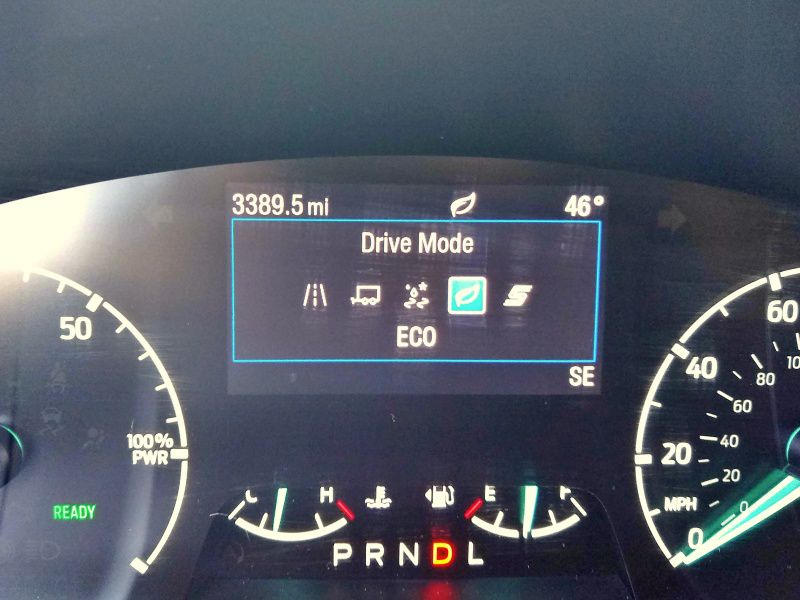 3389.5 mi 46°
Drive Mode
S
ECO
SE
50
100%
PWR
READY
C H E F
P R N D L
60
40
20
MPH
0
80
60
40
20
0